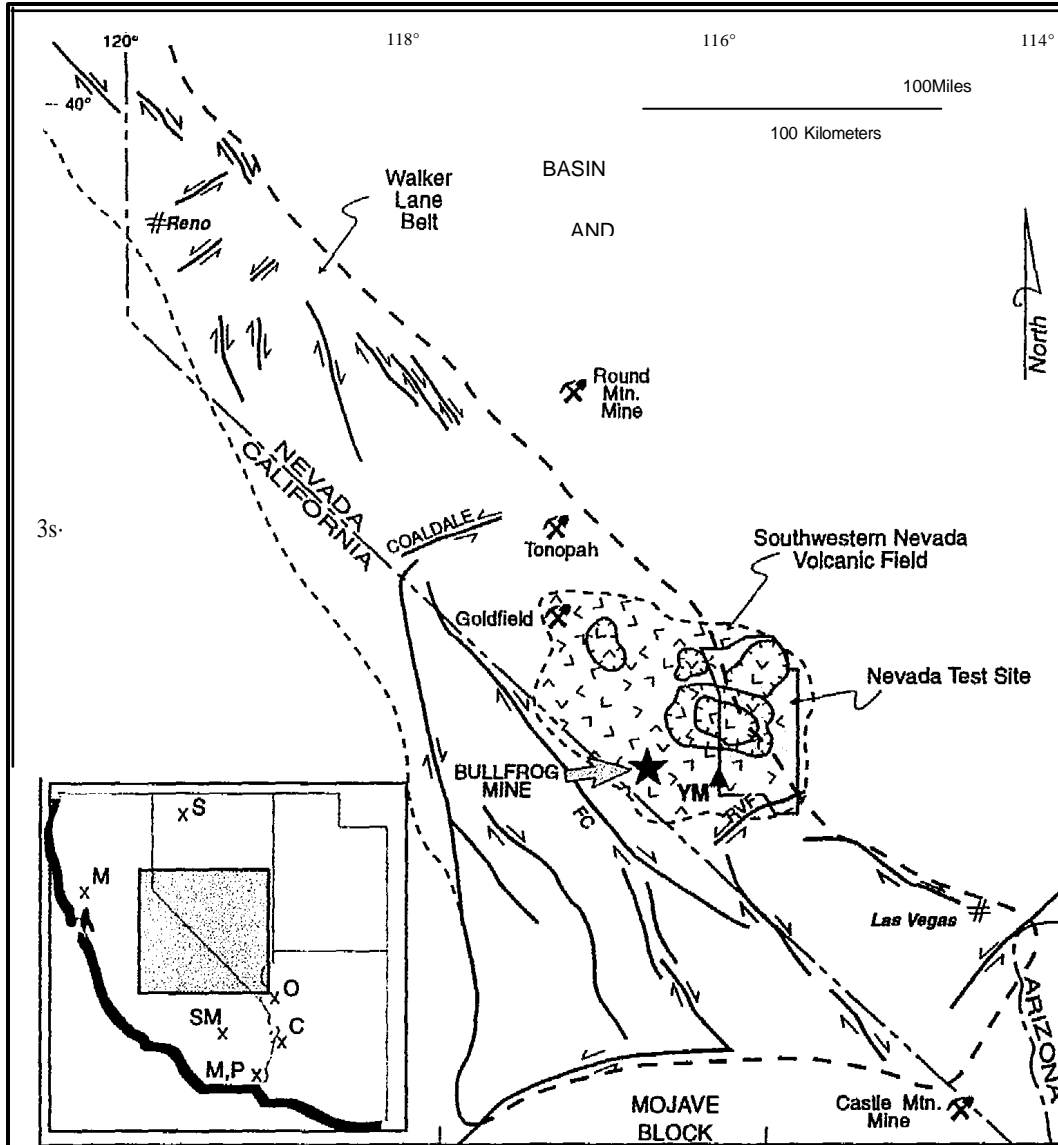 120°
118°
116°
114°
40°
100Miles
100 Kilometers
BASIN
AND
Walker
Lane
Belt
#Reno
North
Round
Mtn.
Mine
NEVADA
CALIFORNIA
3s·
COALDALE
Tonopah
Southwestern Nevada
Volcanic Field
Goldfield
Nevada Test Site
BULLFROG
MINE
YM
FC
RVF
Las Vegas
#
ARIZONA
MOJAVE
BLOCK
Castle Mtn.
Mine
S
M
O
SM
C
M,P